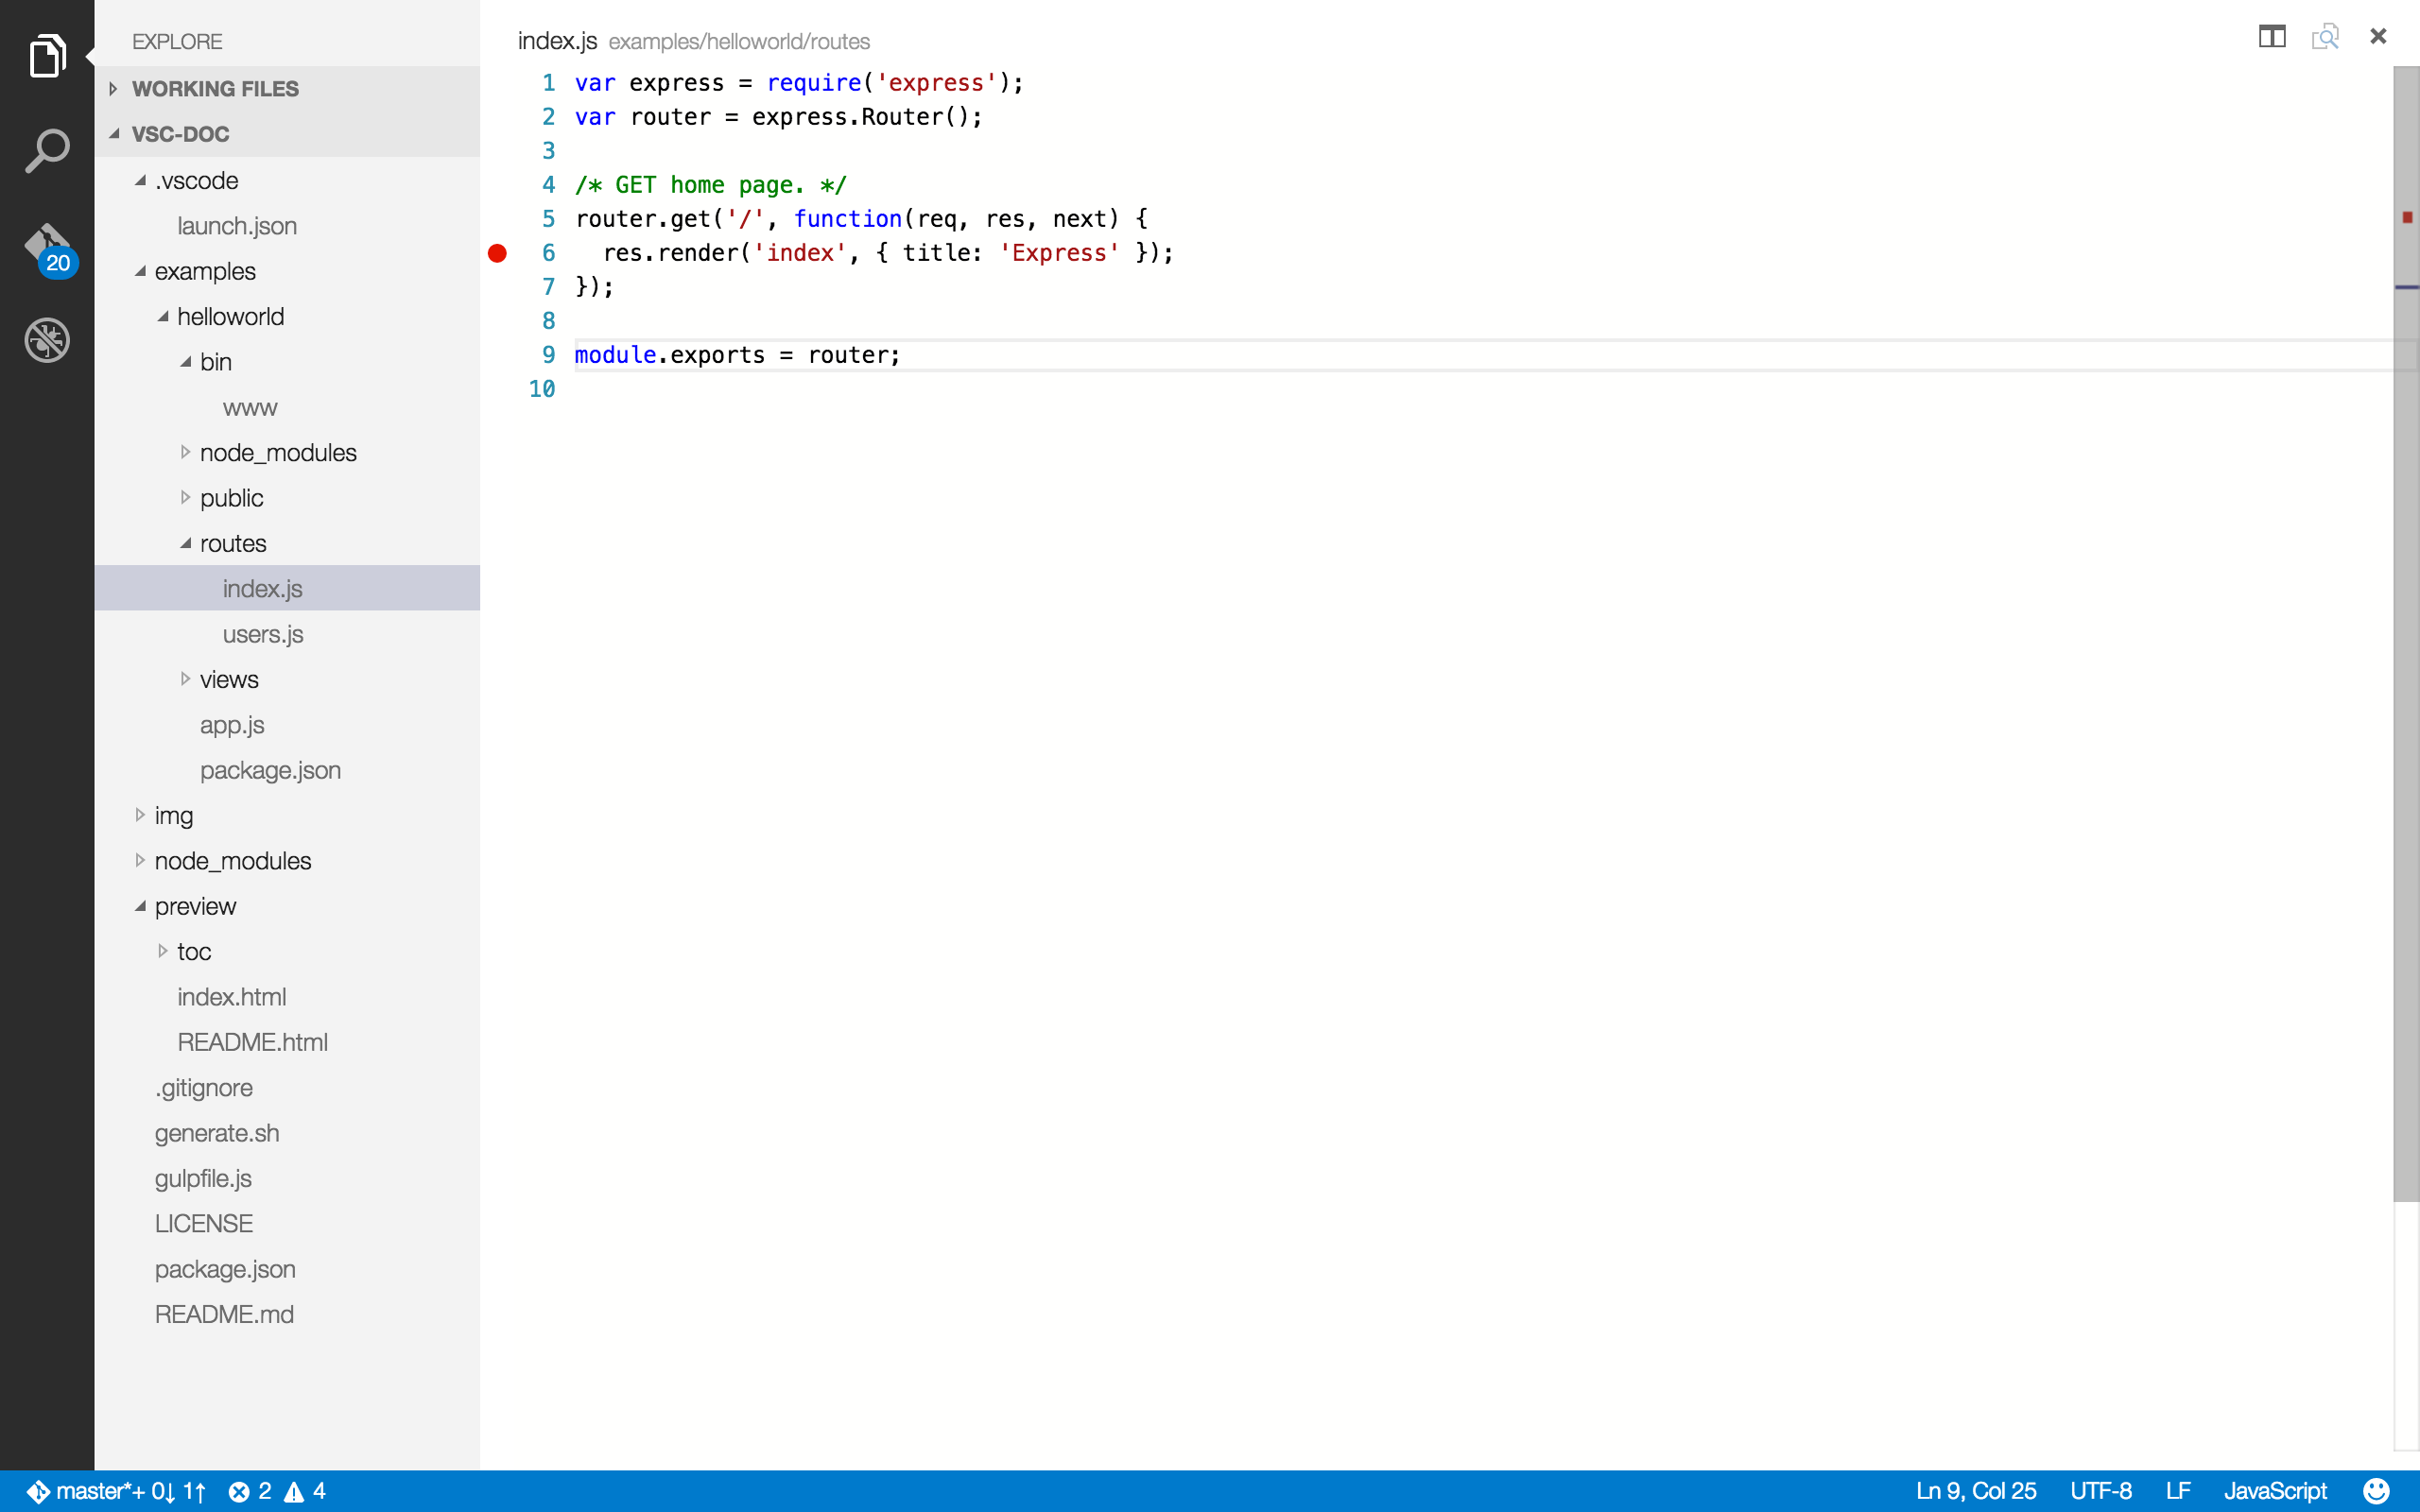 EXPLORE
WORKING FILES
VSC-DOC
.vscode
launch.json
examples
helloworld
bin
www
node_modules
public
routes
index.js
users.js
views
app.js
package.json
img
node_modules
preview
toc
index.html
README.html
.gitignore
generate.sh
gulpfile.js
LICENSE
package.json
README.md
20
index.js examples/helloworld/routes
1 var express = require('express');
2 var router = express.Router();
3
4 /* GET home page. */
5 router.get('/', function(req, res, next) {
6   res.render('index', { title: 'Express' });
7 });
8
9 module.exports = router;
10
master*+ 0↓ 1↑ 2 4
Ln 9, Col 25 UTF-8 LF JavaScript